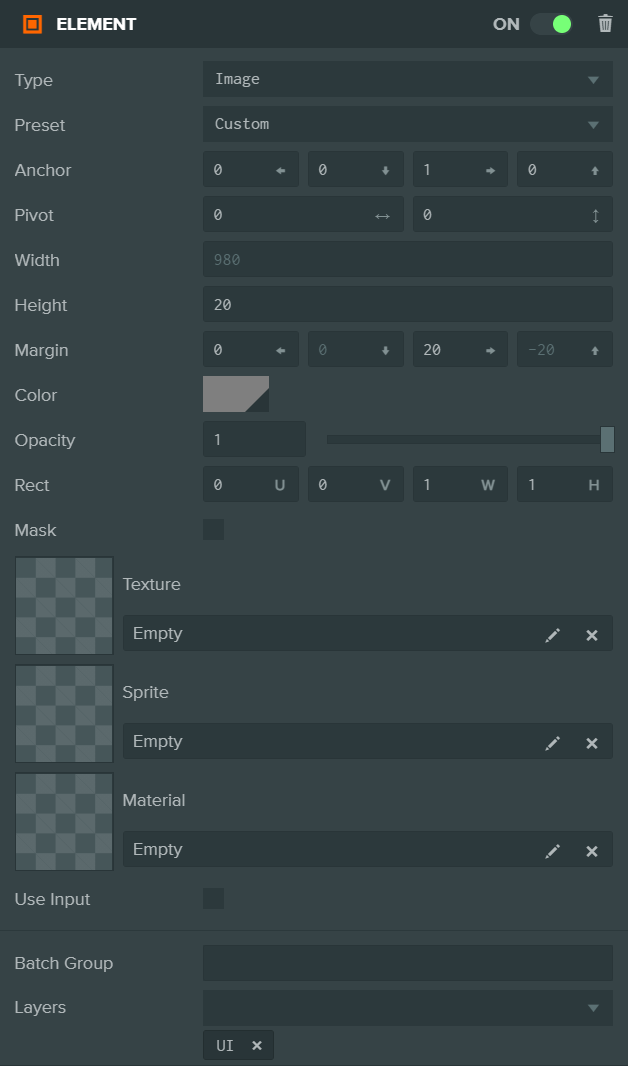 ELEMENT ON
Type Image
Preset Custom
Anchor 0 0 1 0
Pivot 0 0
Width 980
Height 20
Margin 0 0 20 -20
Color
Opacity 1
Rect 0 U 0 V 1 W 1 H
Mask
Texture
Empty
Sprite
Empty
Material
Empty
Use Input
Batch Group
Layers
UI